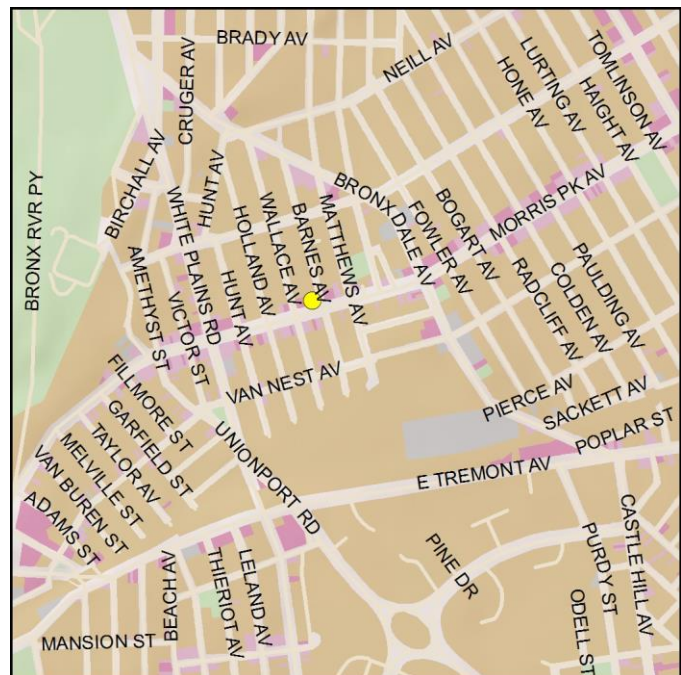 BRADY AV
NEILL AV
TOMLINSON AV
LURTING AV
HAIGHT AV
HONE AV
CRUGER AV
BIRCHALL AV
HUNT AV
BRONX RVR PY
WHITE PLAINS RD
HOLLAND AV
WALLACE AV
BARNES AV
MATTHEWS AV
BRONX DALE AV
FOWLER AV
BOGART AV
MORRIS PK AV
AMETHYST ST
VICTOR ST
HUNT AV
RADCLIFF AV
COLDEN AV
PAULDING AV
VAN NEST AV
PIERCE AV
SACKETT AV
POPLAR ST
FILLMORE ST
GARFIELD ST
TAYLOR AV
MELVILLE ST
VAN BUREN ST
ADAMS ST
UNIONPORT RD
E TREMONT AV
PINE DR
PURDY ST
CASTLE HILL AV
BEACH AV
THIERIOT AV
LELAND AV
MANSION ST
ODELL ST